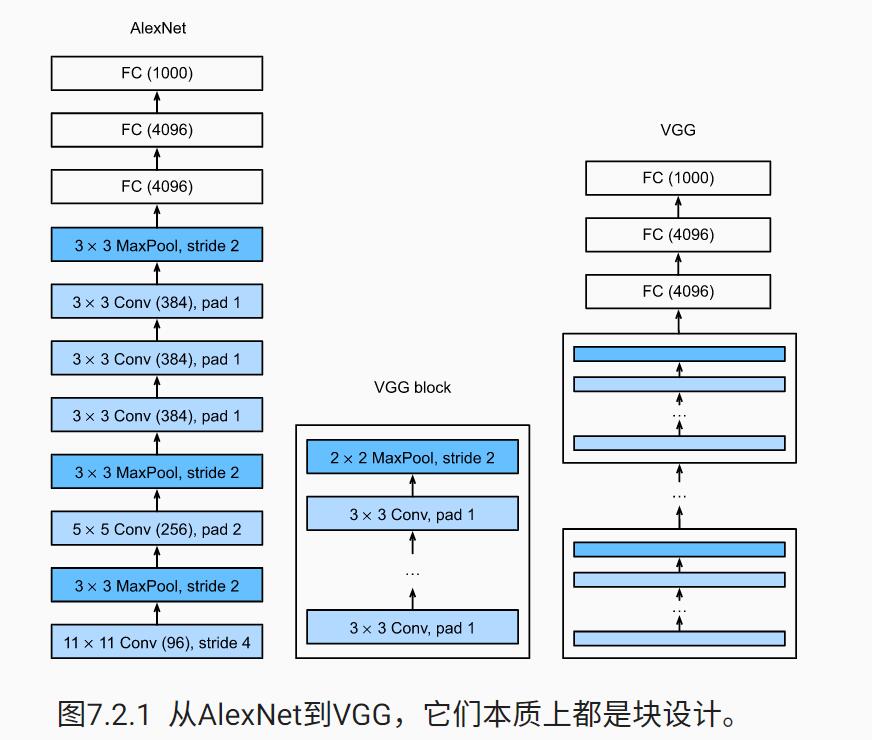 AlexNet
FC (1000)
FC (4096)
FC (4096)
3 × 3 MaxPool, stride 2
3 × 3 Conv (384), pad 1
3 × 3 Conv (384), pad 1
3 × 3 Conv (384), pad 1
3 × 3 MaxPool, stride 2
5 × 5 Conv (256), pad 2
3 × 3 MaxPool, stride 2
11 × 11 Conv (96), stride 4
VGG block
2 × 2 MaxPool, stride 2
3 × 3 Conv, pad 1
...
3 × 3 Conv, pad 1
VGG
FC (1000)
FC (4096)
FC (4096)
...
...
...
图7.2.1 从AlexNet到VGG，它们本质上都是块设计。